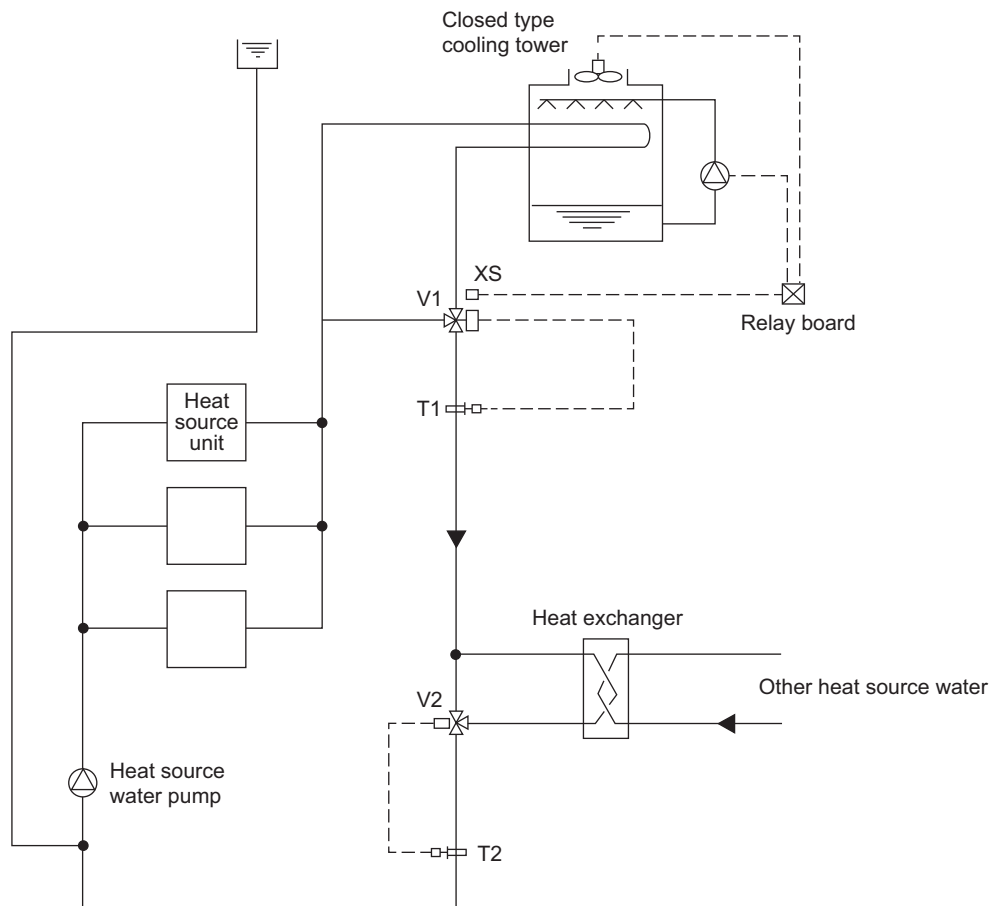 Closed type
cooling tower
XS
V1
Relay board
T1
Heat
source
unit
Heat exchanger
Other heat source water
V2
Heat source
water pump
T2